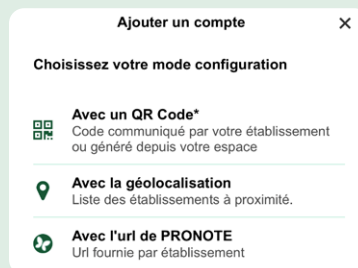 Ajouter un compte
Choisissez votre mode configuration
Avec un QR Code*
Code communiqué par votre établissement
ou généré depuis votre espace
Avec la géolocalisation
Liste des établissements à proximité.
Avec l'url de PRONOTE
Url fournie par établissement